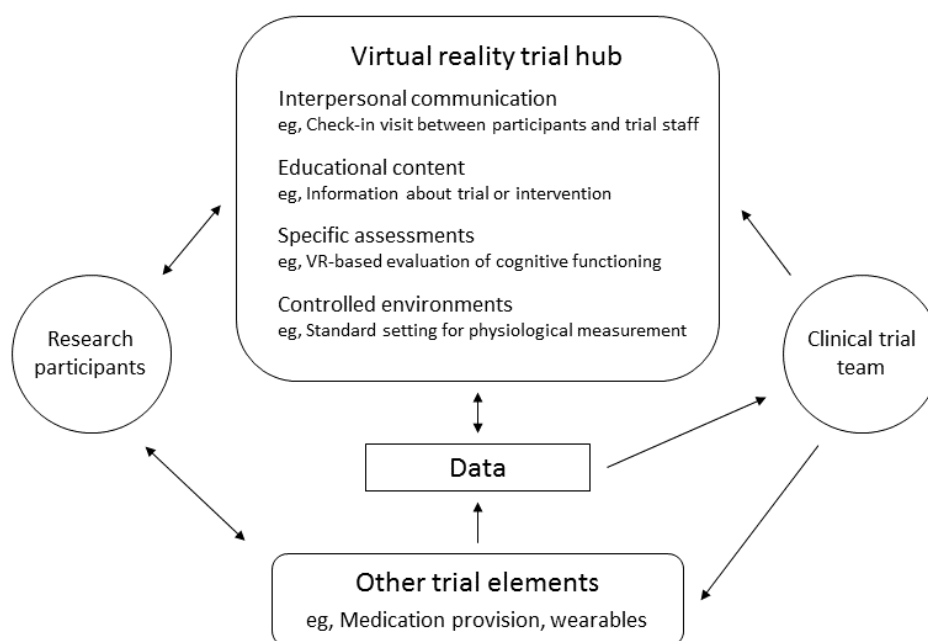 Virtual reality trial hub
Interpersonal communication
eg, Check-in visit between participants and trial staff
Educational content
eg, Information about trial or intervention
Specific assessments
eg, VR-based evaluation of cognitive functioning
Controlled environments
eg, Standard setting for physiological measurement
Research
participants
Clinical trial
team
Data
Other trial elements
eg, Medication provision, wearables